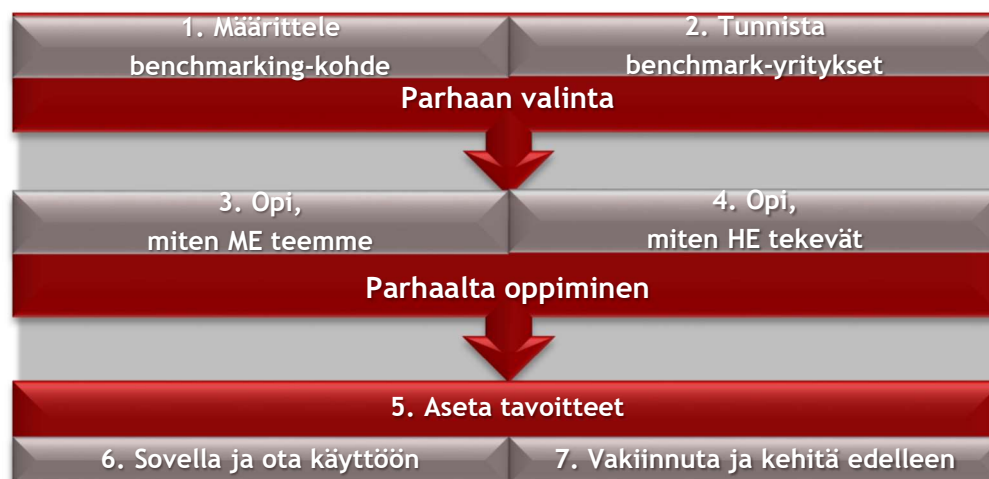 1. Määrittele
benchmarking-kohde
2. Tunnista
benchmark-yritykset
Parhaan valinta
3. Opi,
miten ME teemme
4. Opi,
miten HE tekevät
Parhaalta oppiminen
5. Aseta tavoitteet
6. Sovella ja ota käyttöön
7. Vakiinnuta ja kehitä edelleen